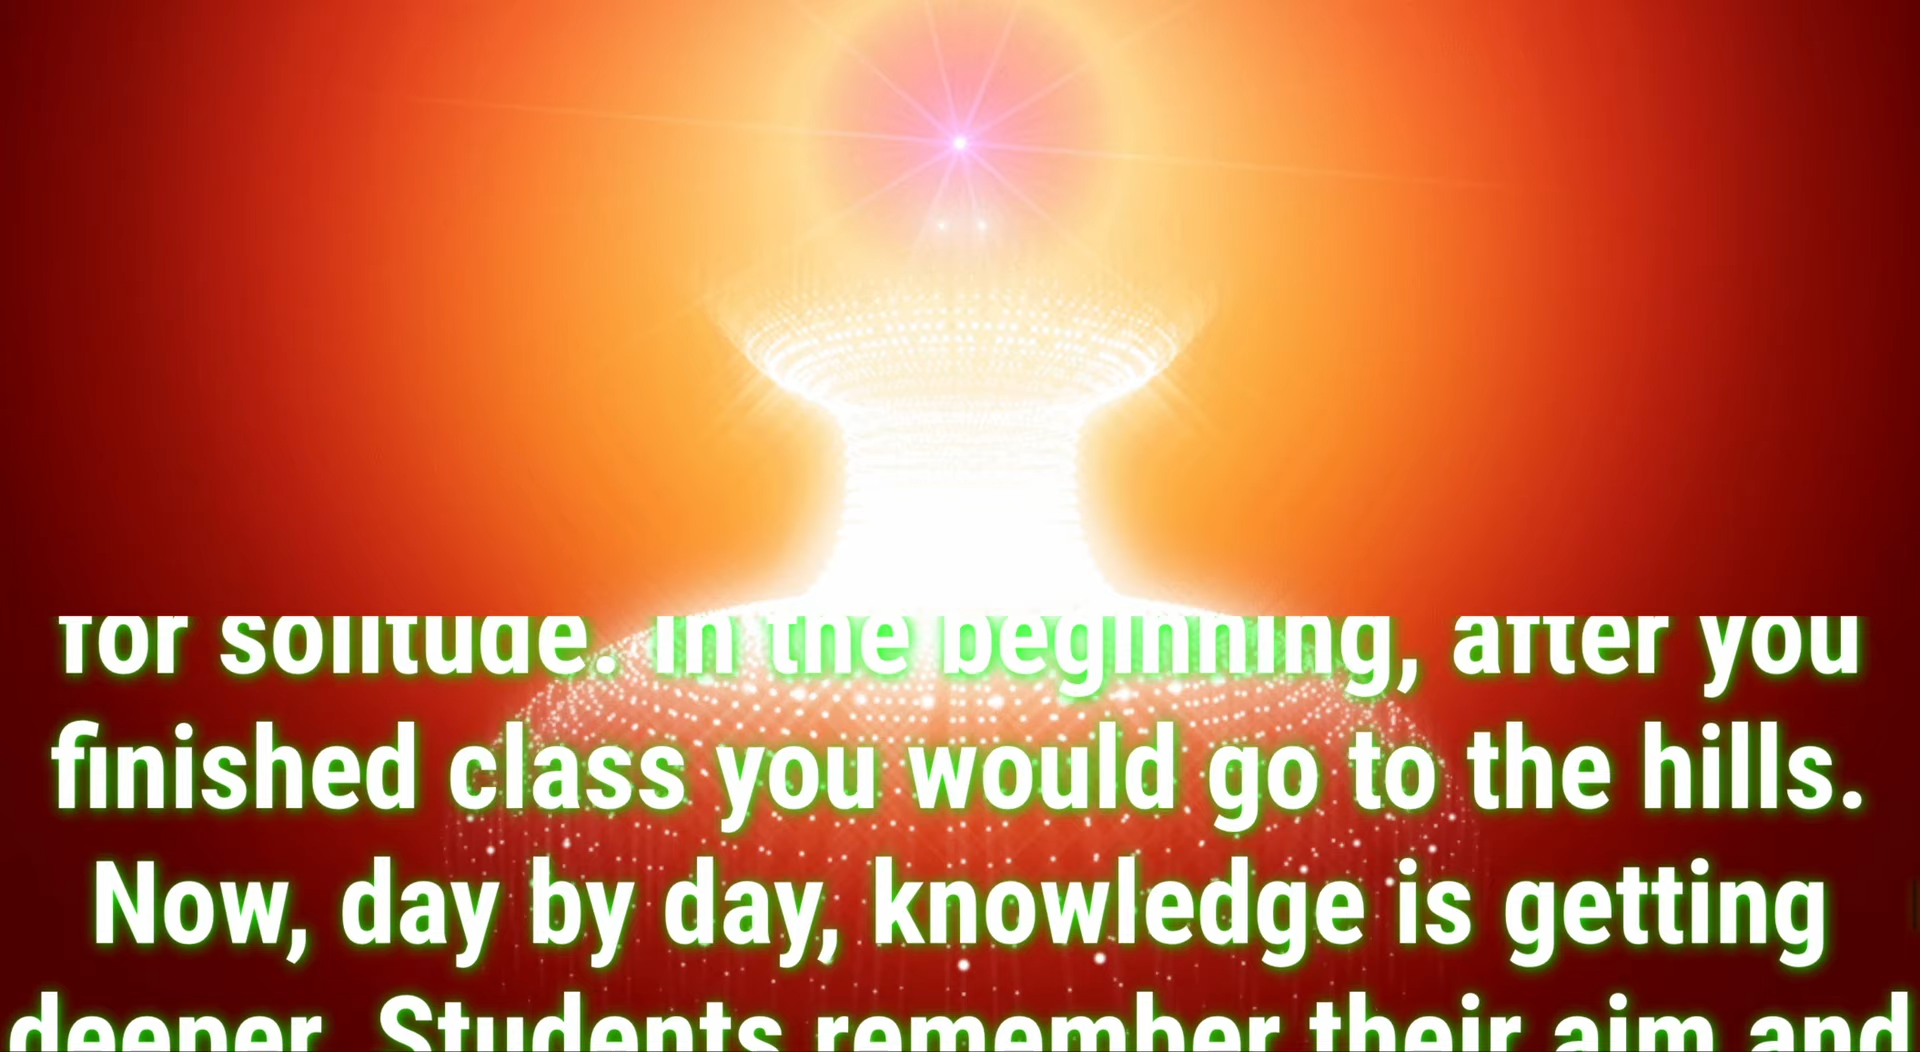 for solitude. In the beginning, after you
finished class you would go to the hills.
Now, day by day, knowledge is getting
deeper. Students remember their aim and